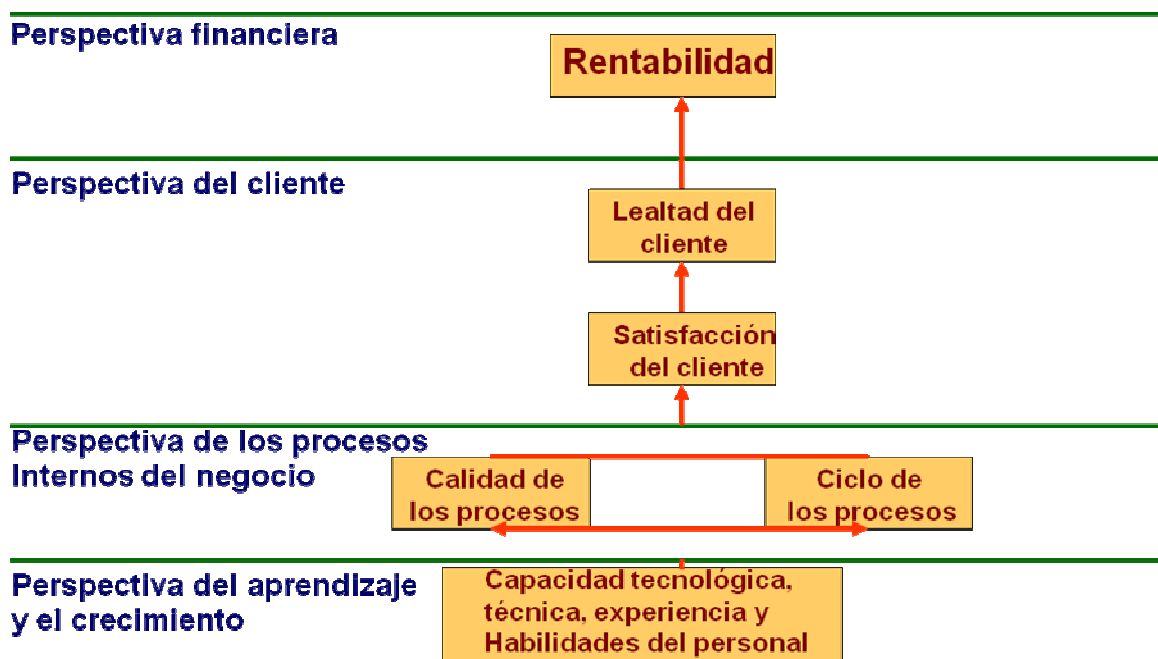 Perspectiva financiera
Rentabilidad
Perspectiva del cliente
Lealtad del
cliente
Satisfacción
del cliente
Perspectiva de los procesos
Internos del negocio
Calidad de
los procesos
Ciclo de
los procesos
Perspectiva del aprendizaje
y el crecimiento
Capacidad tecnológica,
técnica, experiencia y
Habilidades del personal